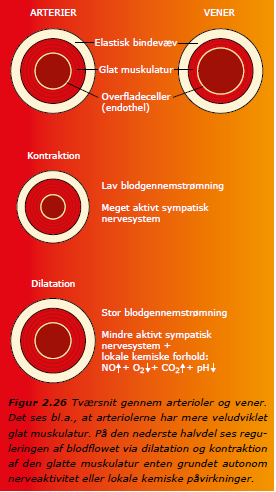 ARTERIER
VENER
Elastisk bindevæv
Glat muskulatur
Overfladeceller
(endothel)
Kontraktion
Lav blodgennemstrømning
Meget aktivt sympatisk
nervesystem
Dilatation
Stor blodgennemstrømning
Mindre aktivt sympatisk
nervesystem +
lokale kemiske forhold:
NO↑+ O₂↓+ CO₂↑+ pH↓
Figur 2.26 Tværsnit gennem arterioler og vener.
Det ses bl.a., at arteriolerne har mere veludviklet
glat muskulatur. På den nederste halvdel ses regu-
leringen af blodflowet via dilatation og kontraktion
af den glatte muskulatur enten grundet autonom
nerveaktivitet eller lokale kemiske påvirkninger.